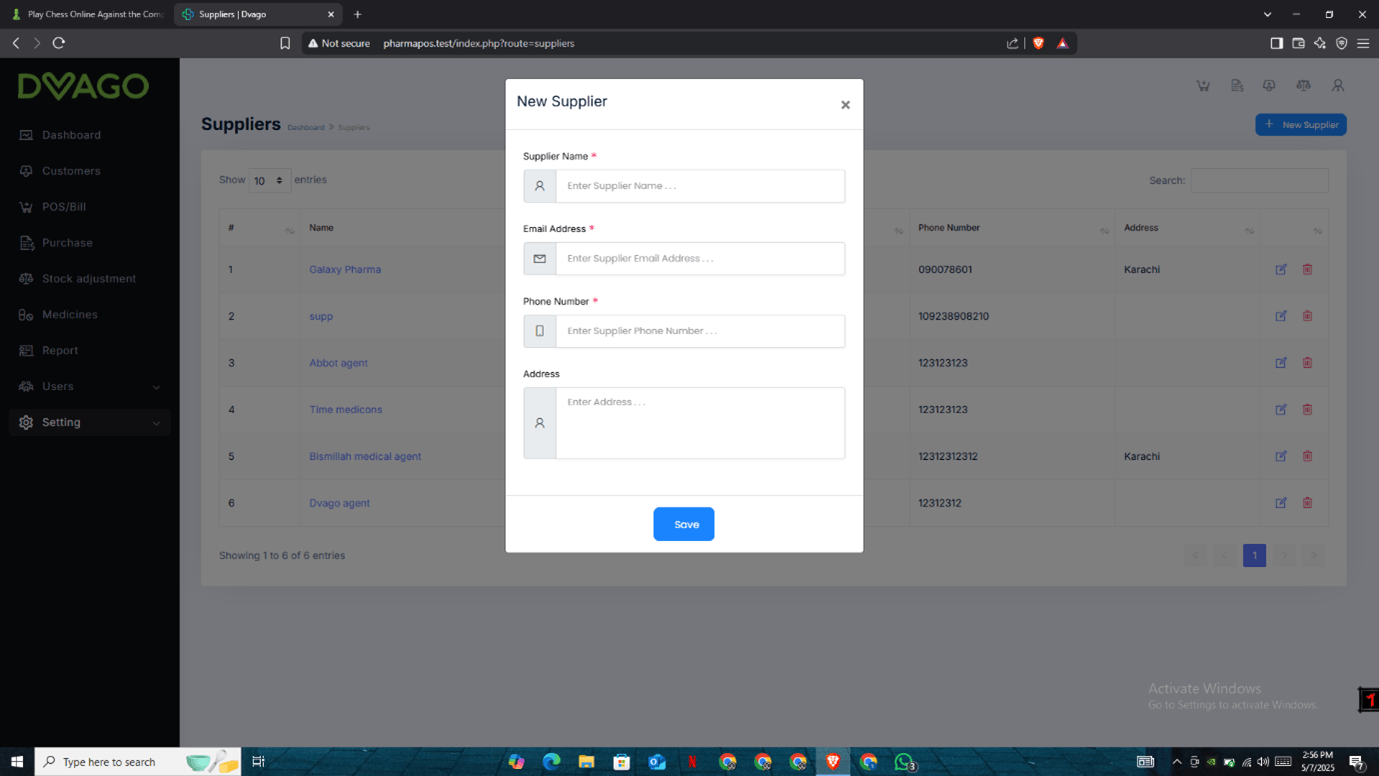 Play Chess Online Against the Comp
Suppliers | Dvago
Not secure pharmapos.test/index.php?route=suppliers
DVAGO
Dashboard
Customers
POS/Bill
Purchase
Stock adjustment
Medicines
Report
Users
Setting
Suppliers Dashboard > Suppliers
+ New Supplier
Show 10 entries
Search:
# Name Phone Number Address
1 Galaxy Pharma 090078601 Karachi
2 supp 109238908210
3 Abbot agent 123123123
4 Time medicons 123123123
5 Bismillah medical agent 12312312312 Karachi
6 Dvago agent 12312312
Showing 1 to 6 of 6 entries
< < 1 > >
New Supplier ×
Supplier Name *
Enter Supplier Name . . .
Email Address *
Enter Supplier Email Address . . .
Phone Number *
Enter Supplier Phone Number . . .
Address
Enter Address . . .
Save
Activate Windows
Go to Settings to activate Windows.
Type here to search
3
2:56 PM
5/7/2025
7